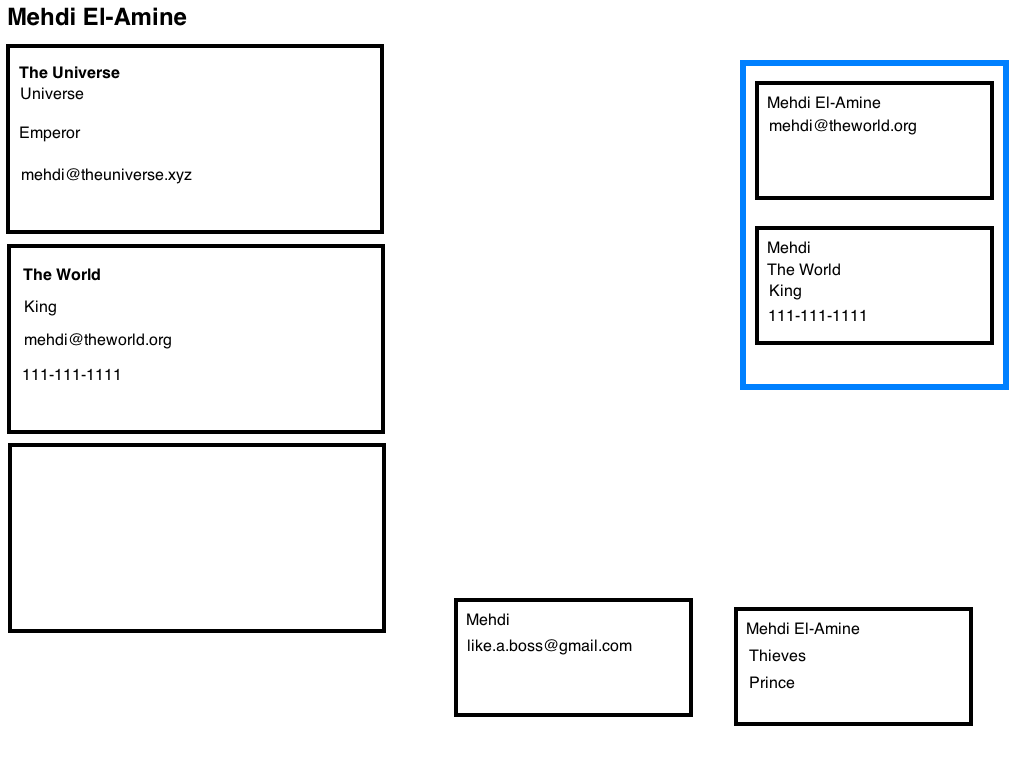 Mehdi El-Amine
The Universe
Universe
Emperor
mehdi@theuniverse.xyz
The World
King
mehdi@theworld.org
111-111-1111
Mehdi El-Amine
mehdi@theworld.org
Mehdi
The World
King
111-111-1111
Mehdi
like.a.boss@gmail.com
Mehdi El-Amine
Thieves
Prince